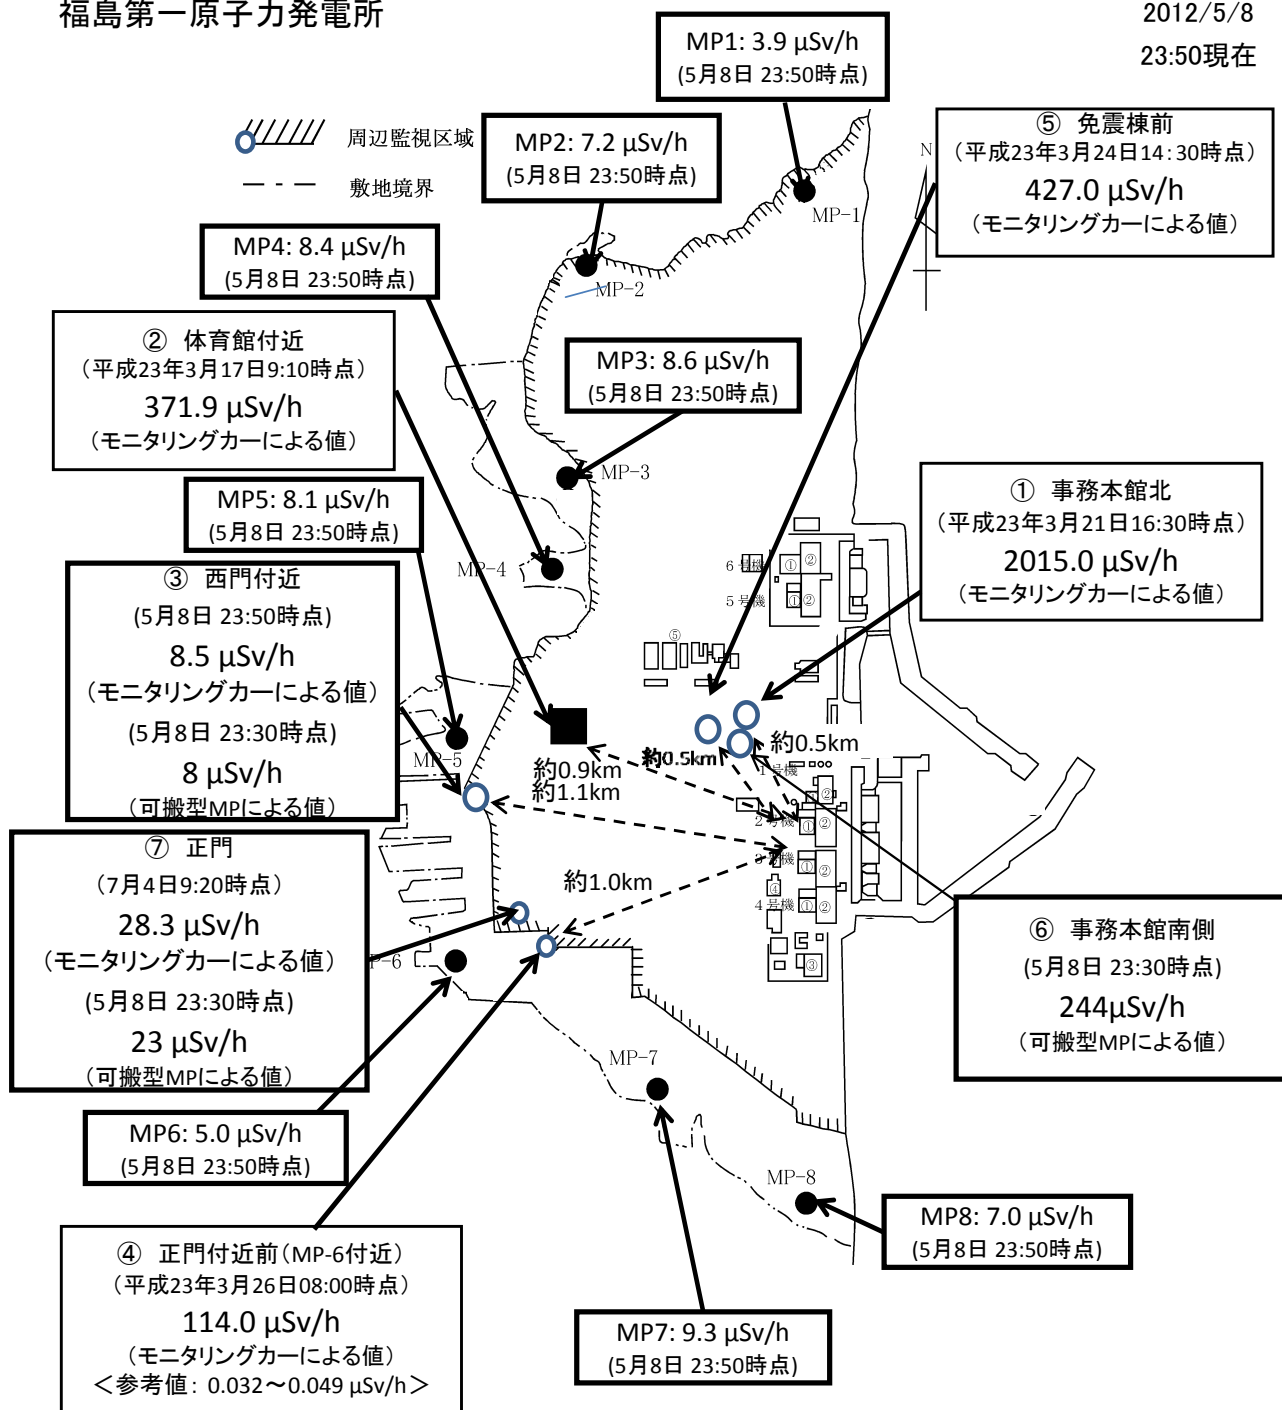 福島第一原子力発電所
2012/5/8
23:50現在
周辺監視区域
敷地境界
MP1: 3.9 μSv/h
(5月8日 23:50時点)
MP2: 7.2 μSv/h
(5月8日 23:50時点)
⑤ 免震棟前
(平成23年3月24日14:30時点)
427.0 μSv/h
(モニタリングカーによる値)
N
MP-1
MP4: 8.4 μSv/h
(5月8日 23:50時点)
MP-2
② 体育館付近
(平成23年3月17日9:10時点)
371.9 μSv/h
(モニタリングカーによる値)
MP3: 8.6 μSv/h
(5月8日 23:50時点)
MP-3
MP5: 8.1 μSv/h
(5月8日 23:50時点)
① 事務本館北
(平成23年3月21日16:30時点)
2015.0 μSv/h
(モニタリングカーによる値)
MP-4
6号機
① ②
5号機
① ②
③ 西門付近
(5月8日 23:50時点)
8.5 μSv/h
(モニタリングカーによる値)
(5月8日 23:30時点)
8 μSv/h
(可搬型MPによる値)
⑤
MP-5
約0.9km
約1.1km
約0.5km
約0.5km
1号機
②
2号機
① ②
3号機
① ②
④
4号機
① ②
③
約1.0km
⑦ 正門
(7月4日9:20時点)
28.3 μSv/h
(モニタリングカーによる値)
(5月8日 23:30時点)
23 μSv/h
(可搬型MPによる値)
P-6
⑥ 事務本館南側
(5月8日 23:30時点)
244μSv/h
(可搬型MPによる値)
MP-7
MP6: 5.0 μSv/h
(5月8日 23:50時点)
MP-8
MP8: 7.0 μSv/h
(5月8日 23:50時点)
④ 正門付近前(MP-6付近)
(平成23年3月26日08:00時点)
114.0 μSv/h
(モニタリングカーによる値)
<参考値: 0.032~0.049 μSv/h>
MP7: 9.3 μSv/h
(5月8日 23:50時点)